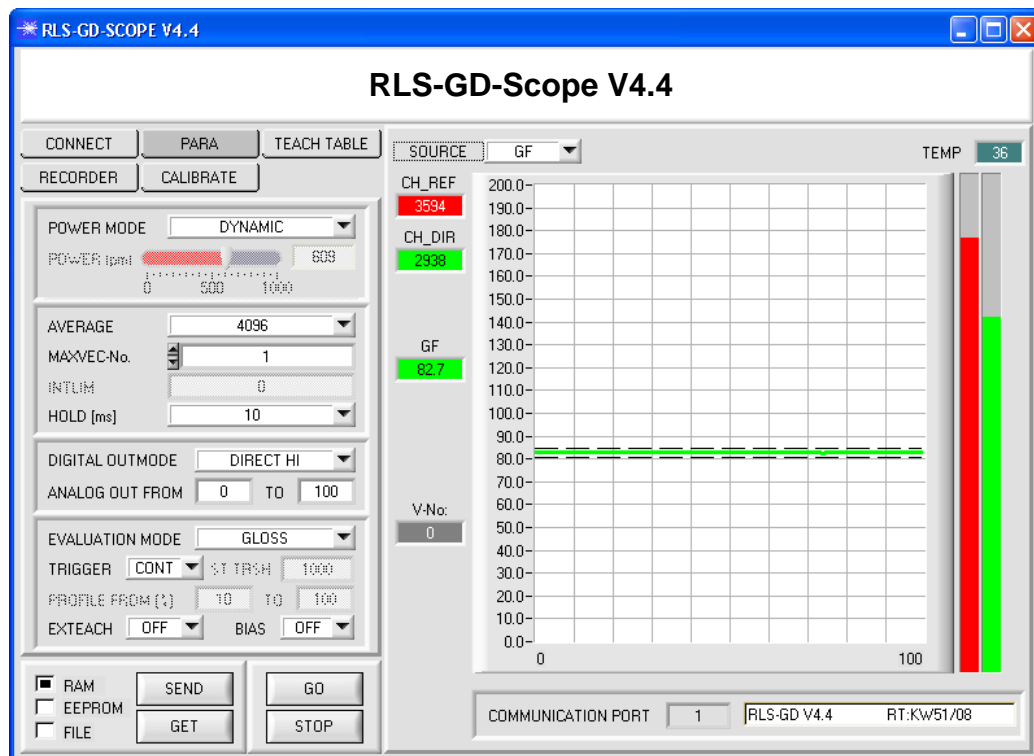 RLS-GD-SCOPE V4.4
RLS-GD-Scope V4.4
CONNECT PARA TEACH TABLE
RECORDER CALIBRATE
POWER MODE DYNAMIC
POWER [pm] 609
0 500 1000
AVERAGE 4096
MAXVEC-No. 1
INTLIM 0
HOLD [ms] 10
DIGITAL OUTMODE DIRECT HI
ANALOG OUT FROM 0 TO 100
EVALUATION MODE GLOSS
TRIGGER CONT ST TRSH 1000
PROFILE FROM [%] 10 TO 100
EXTEACH OFF BIAS OFF
RAM
EEPROM
FILE
SEND GO
GET STOP
SOURCE GF
TEMP 36
CH_REF
3594
CH_DIR
2938
GF
82.7
V-No:
0
200.0
190.0
180.0
170.0
160.0
150.0
140.0
130.0
120.0
110.0
100.0
90.0
80.0
70.0
60.0
50.0
40.0
30.0
20.0
10.0
0.0
0 100
COMMUNICATION PORT 1 RLS-GD V4.4 RT:KW51/08